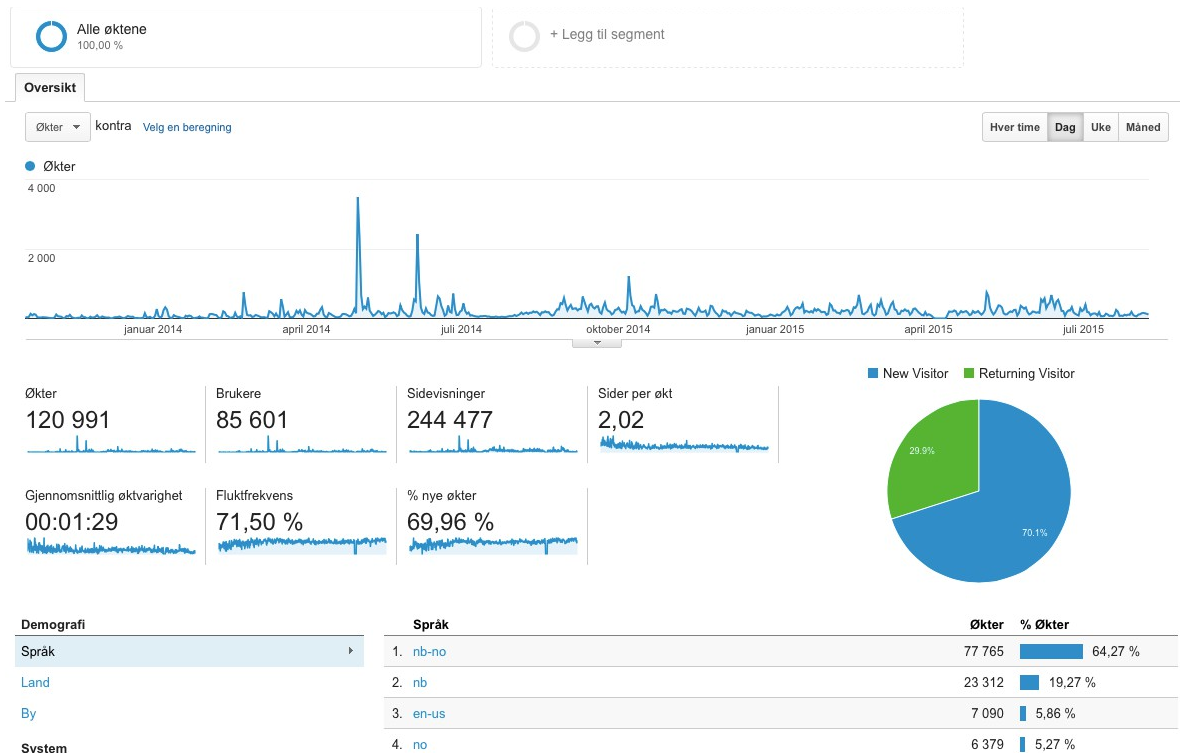 Alle øktene
100,00 %
+ Legg til segment
Oversikt
Økter kontra Velg en beregning
Hver time Dag Uke Måned
Økter
4 000
2 000
januar 2014 april 2014 juli 2014 oktober 2014 januar 2015 april 2015 juli 2015
New Visitor Returning Visitor
Økter Brukere Sidevisninger Sider per økt
120 991 85 601 244 477 2,02
29.9%
70.1%
Gjennomsnittlig øktvarighet Fluktfrekvens % nye økter
00:01:29 71,50 % 69,96 %
Demografi
Språk
Land
By
System
Språk Økter % Økter
1. nb-no 77 765 64,27 %
2. nb 23 312 19,27 %
3. en-us 7 090 5,86 %
4. no 6 379 5,27 %